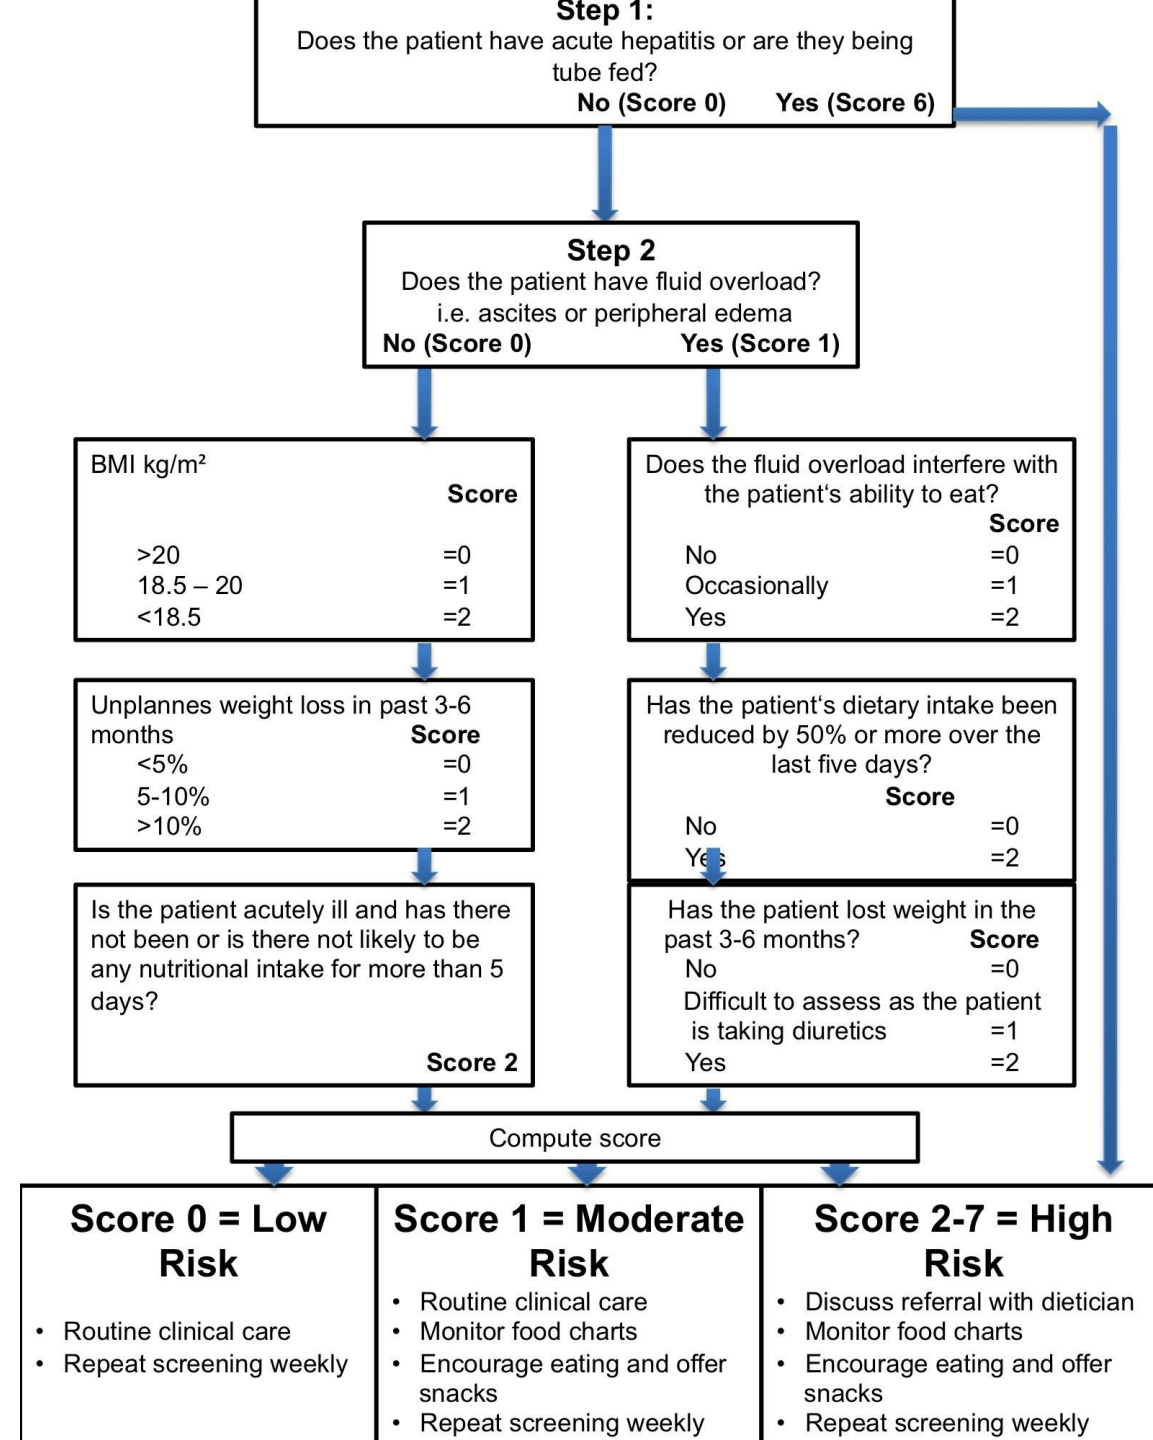 Step 1:
Does the patient have acute hepatitis or are they being
tube fed?
No (Score 0) Yes (Score 6)
Step 2
Does the patient have fluid overload?
i.e. ascites or peripheral edema
No (Score 0) Yes (Score 1)
BMI kg/m²
Score
>20 =0
18.5 – 20 =1
<18.5 =2
Unplannes weight loss in past 3-6
months Score
<5% =0
5-10% =1
>10% =2
Is the patient acutely ill and has there
not been or is there not likely to be
any nutritional intake for more than 5
days?
Score 2
Does the fluid overload interfere with
the patient‘s ability to eat?
Score
No =0
Occasionally =1
Yes =2
Has the patient‘s dietary intake been
reduced by 50% or more over the
last five days?
Score
No =0
Yes =2
Has the patient lost weight in the
past 3-6 months? Score
No =0
Difficult to assess as the patient
is taking diuretics =1
Yes =2
Compute score
Score 0 = Low
Risk
• Routine clinical care
• Repeat screening weekly
Score 1 = Moderate
Risk
• Routine clinical care
• Monitor food charts
• Encourage eating and offer
snacks
• Repeat screening weekly
Score 2-7 = High
Risk
• Discuss referral with dietician
• Monitor food charts
• Encourage eating and offer
snacks
• Repeat screening weekly